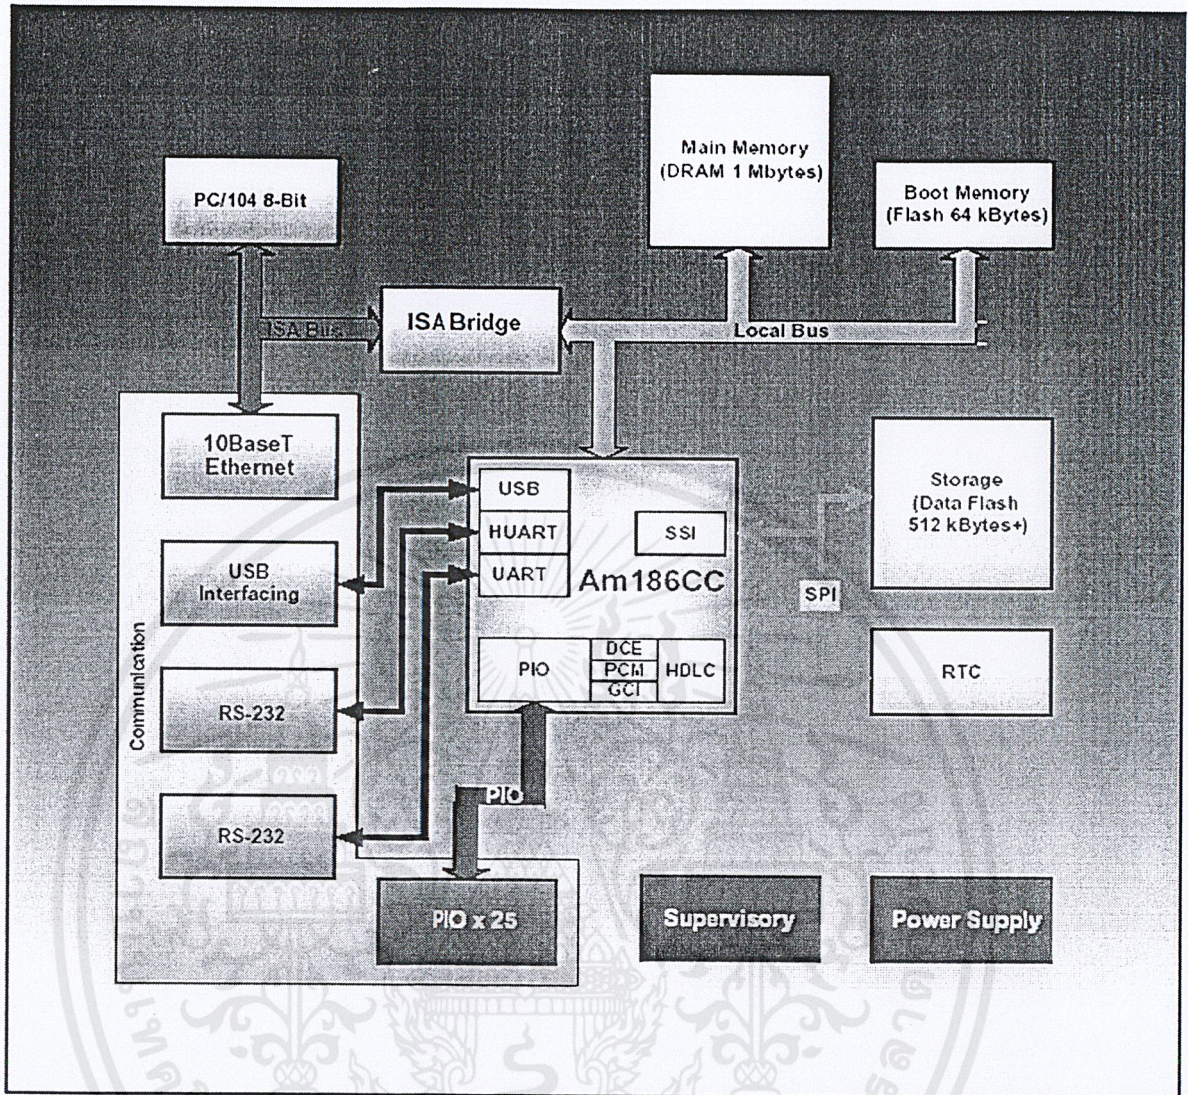 Main Memory
(DRAM 1 Mbytes)
Boot Memory
(Flash 64 kBytes)
PC/104 8-Bit
ISA Bus
ISA Bridge
Local Bus
10BaseT
Ethernet
USB
Interfacing
RS-232
RS-232
Communication
USB
HUART
UART
SSI
Am186CC
PIO
DCE
PCM
GCI
HDLC
SPI
Storage
(Data Flash
512 kBytes+)
RTC
PIO
PIO x 25
Supervisory
Power Supply